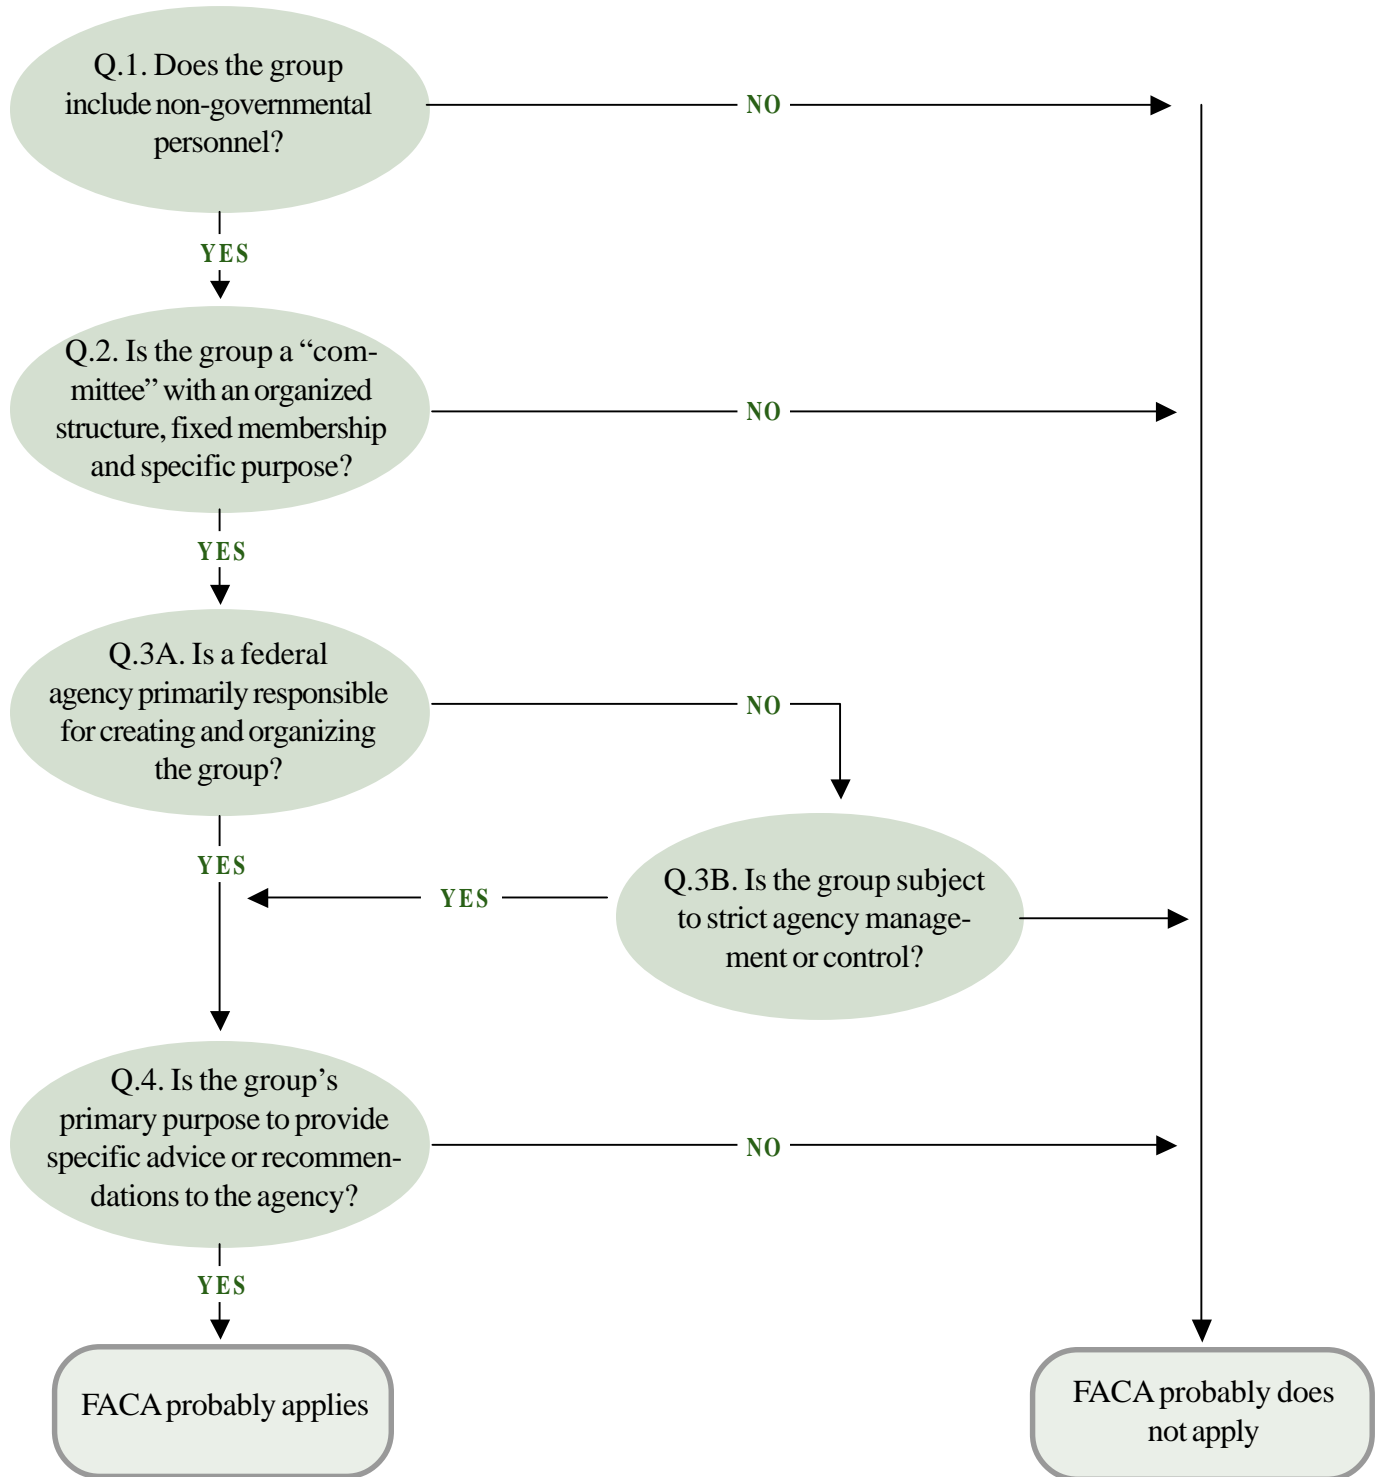 Q.1. Does the group
include non-governmental
personnel?
NO
YES
Q.2. Is the group a “com-
mittee” with an organized
structure, fixed membership
and specific purpose?
NO
YES
Q.3A. Is a federal
agency primarily responsible
for creating and organizing
the group?
NO
YES
Q.3B. Is the group subject
to strict agency manage-
ment or control?
YES
Q.4. Is the group’s
primary purpose to provide
specific advice or recommen-
dations to the agency?
NO
YES
FACA probably applies
FACA probably does
not apply